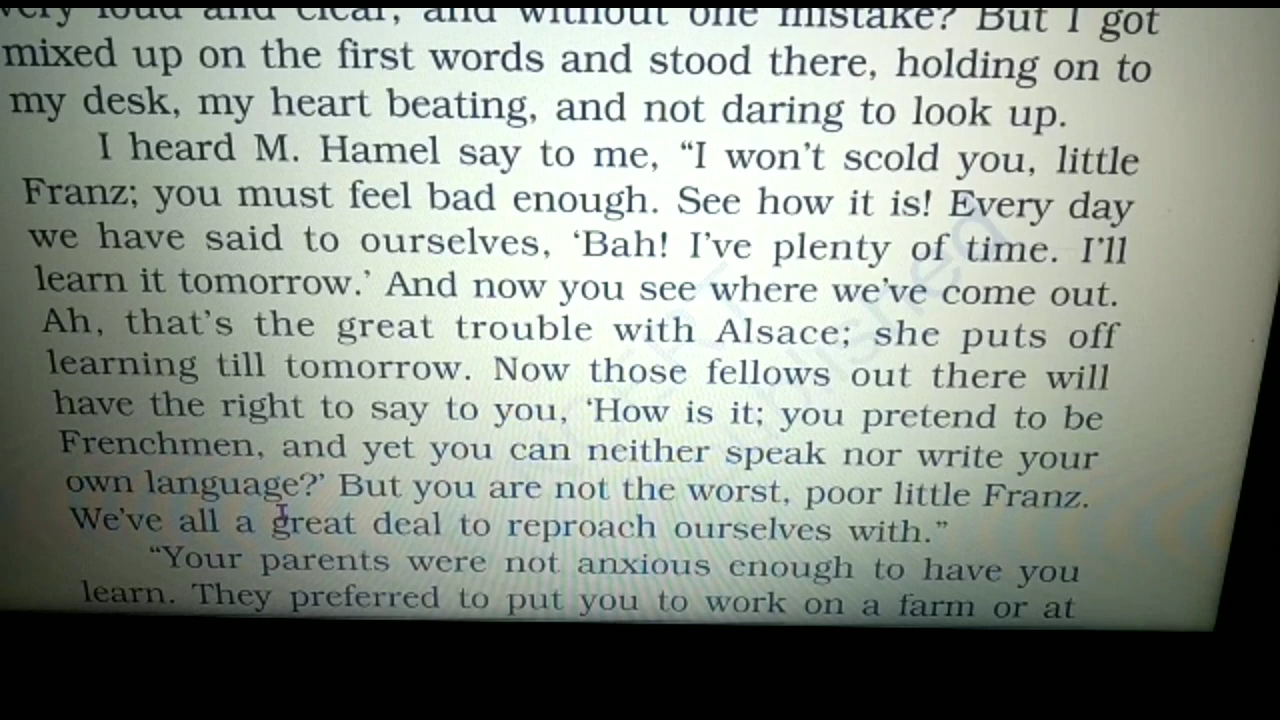 very loud and clear, and without one mistake? But I got
mixed up on the first words and stood there, holding on to
my desk, my heart beating, and not daring to look up.
I heard M. Hamel say to me, “I won’t scold you, little
Franz; you must feel bad enough. See how it is! Every day
we have said to ourselves, ‘Bah! I’ve plenty of time. I’ll
learn it tomorrow.’ And now you see where we’ve come out.
Ah, that’s the great trouble with Alsace; she puts off
learning till tomorrow. Now those fellows out there will
have the right to say to you, ‘How is it; you pretend to be
Frenchmen, and yet you can neither speak nor write your
own language?’ But you are not the worst, poor little Franz.
We’ve all a great deal to reproach ourselves with.”
“Your parents were not anxious enough to have you
learn. They preferred to put you to work on a farm or at